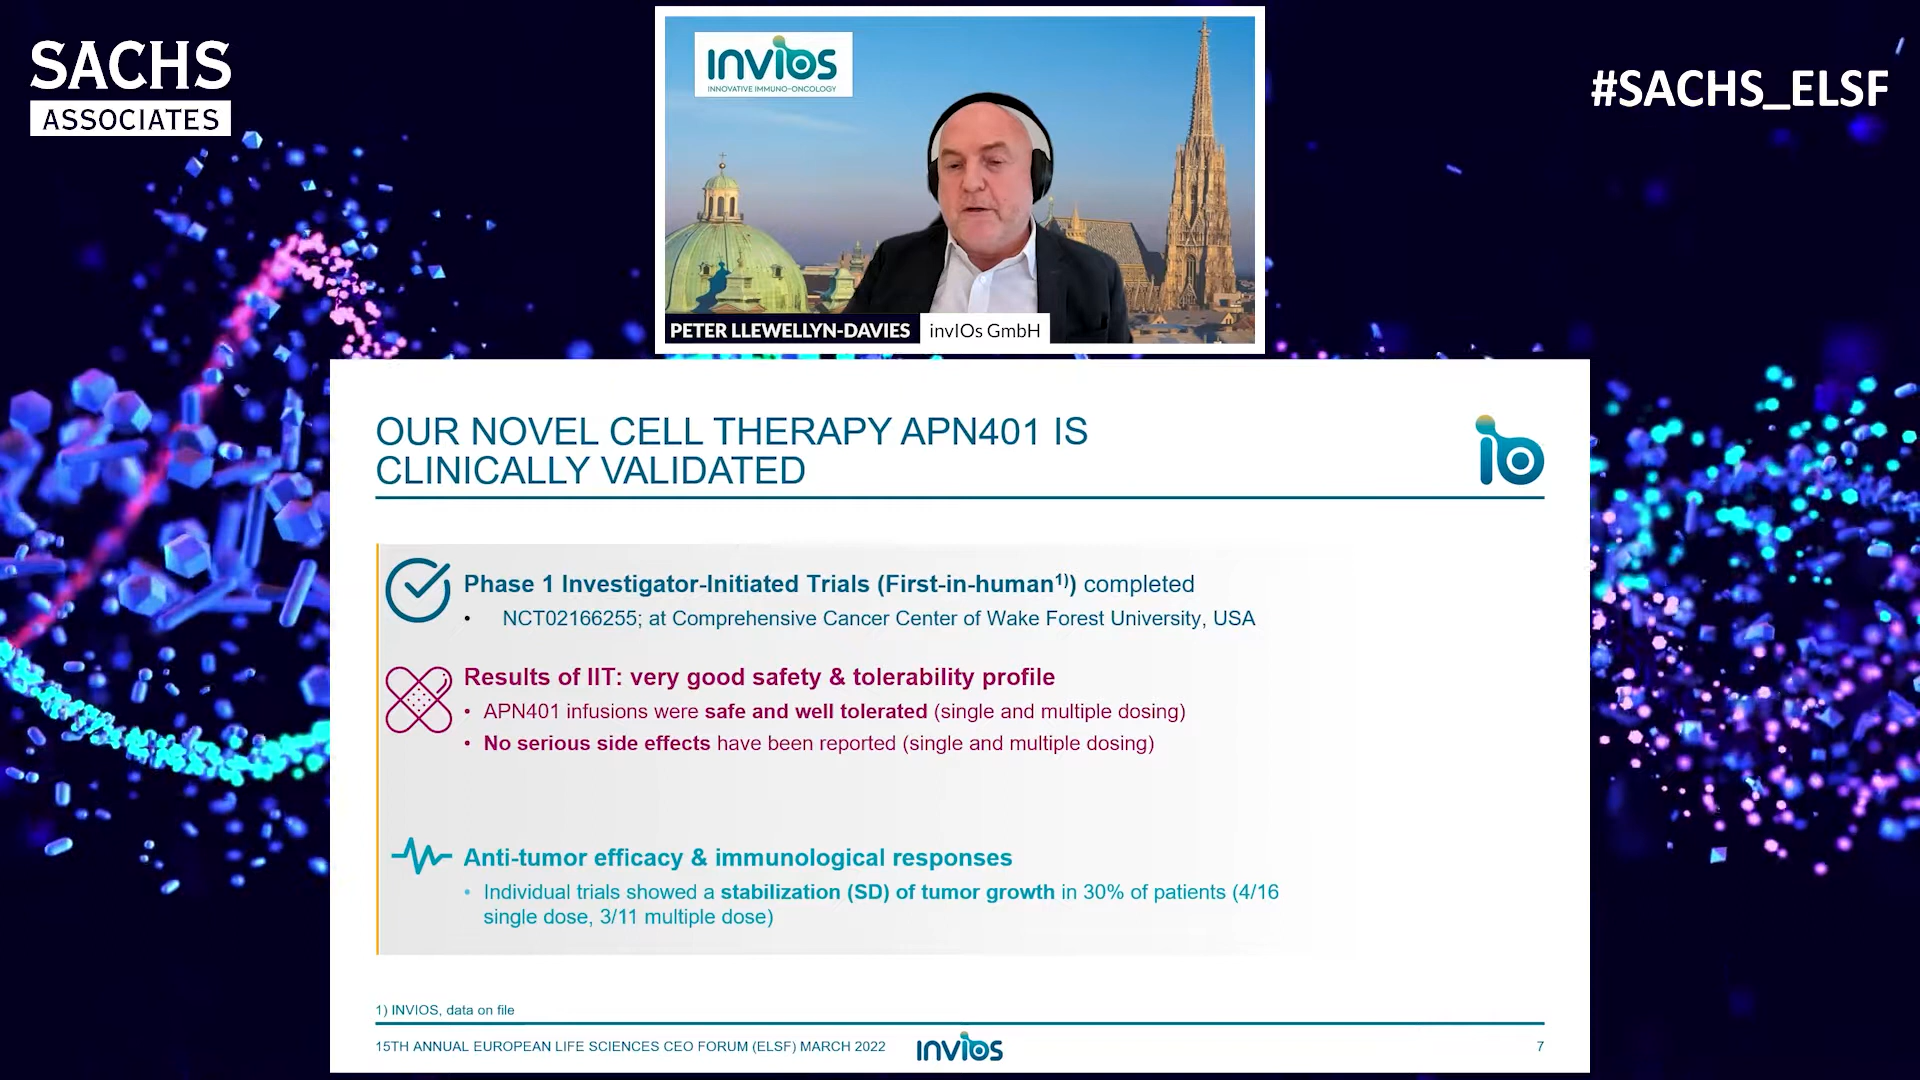 SACHS
ASSOCIATES
#SACHS_ELSF
INVIOS
INNOVATIVE IMMUNO-ONCOLOGY
PETER LLEWELLYN-DAVIES invIOs GmbH
OUR NOVEL CELL THERAPY APN401 IS
CLINICALLY VALIDATED
Phase 1 Investigator-Initiated Trials (First-in-human¹⁾) completed
• NCT02166255; at Comprehensive Cancer Center of Wake Forest University, USA
Results of IIT: very good safety & tolerability profile
• APN401 infusions were safe and well tolerated (single and multiple dosing)
• No serious side effects have been reported (single and multiple dosing)
Anti-tumor efficacy & immunological responses
• Individual trials showed a stabilization (SD) of tumor growth in 30% of patients (4/16
single dose, 3/11 multiple dose)
1) INVIOS, data on file
15TH ANNUAL EUROPEAN LIFE SCIENCES CEO FORUM (ELSF) MARCH 2022 INVIOS 7